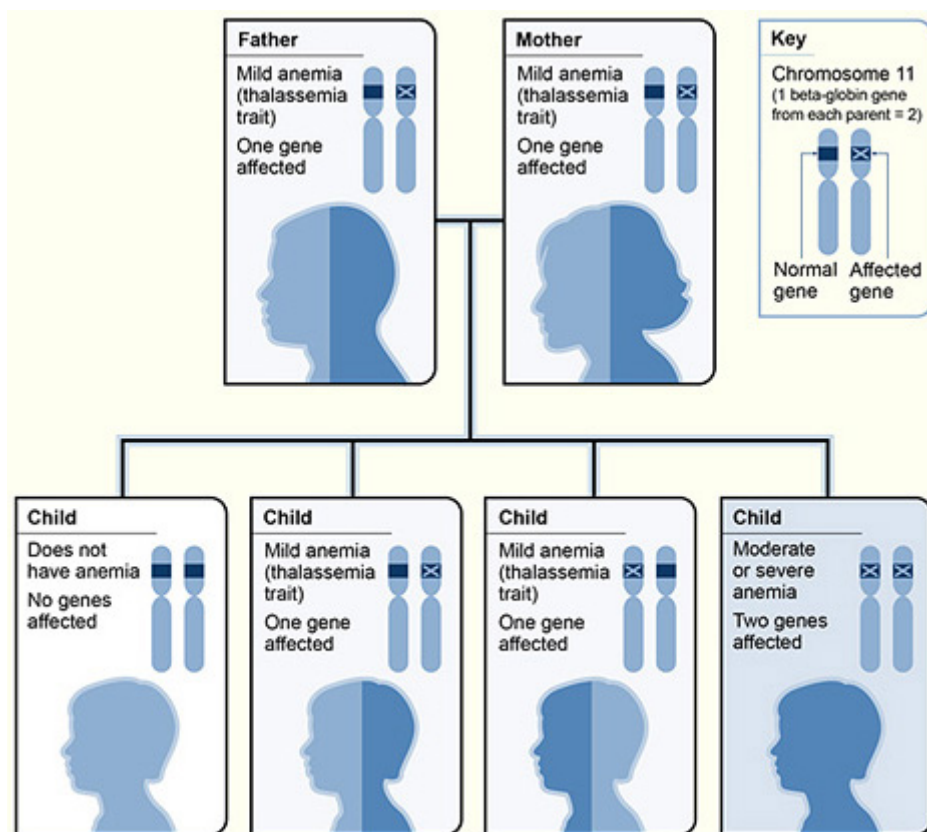 Father
Mild anemia
(thalassemia
trait)
One gene
affected
Mother
Mild anemia
(thalassemia
trait)
One gene
affected
Key
Chromosome 11
(1 beta-globin gene
from each parent = 2)
Normal
gene
Affected
gene
Child
Does not
have anemia
No genes
affected
Child
Mild anemia
(thalassemia
trait)
One gene
affected
Child
Mild anemia
(thalassemia
trait)
One gene
affected
Child
Moderate
or severe
anemia
Two genes
affected